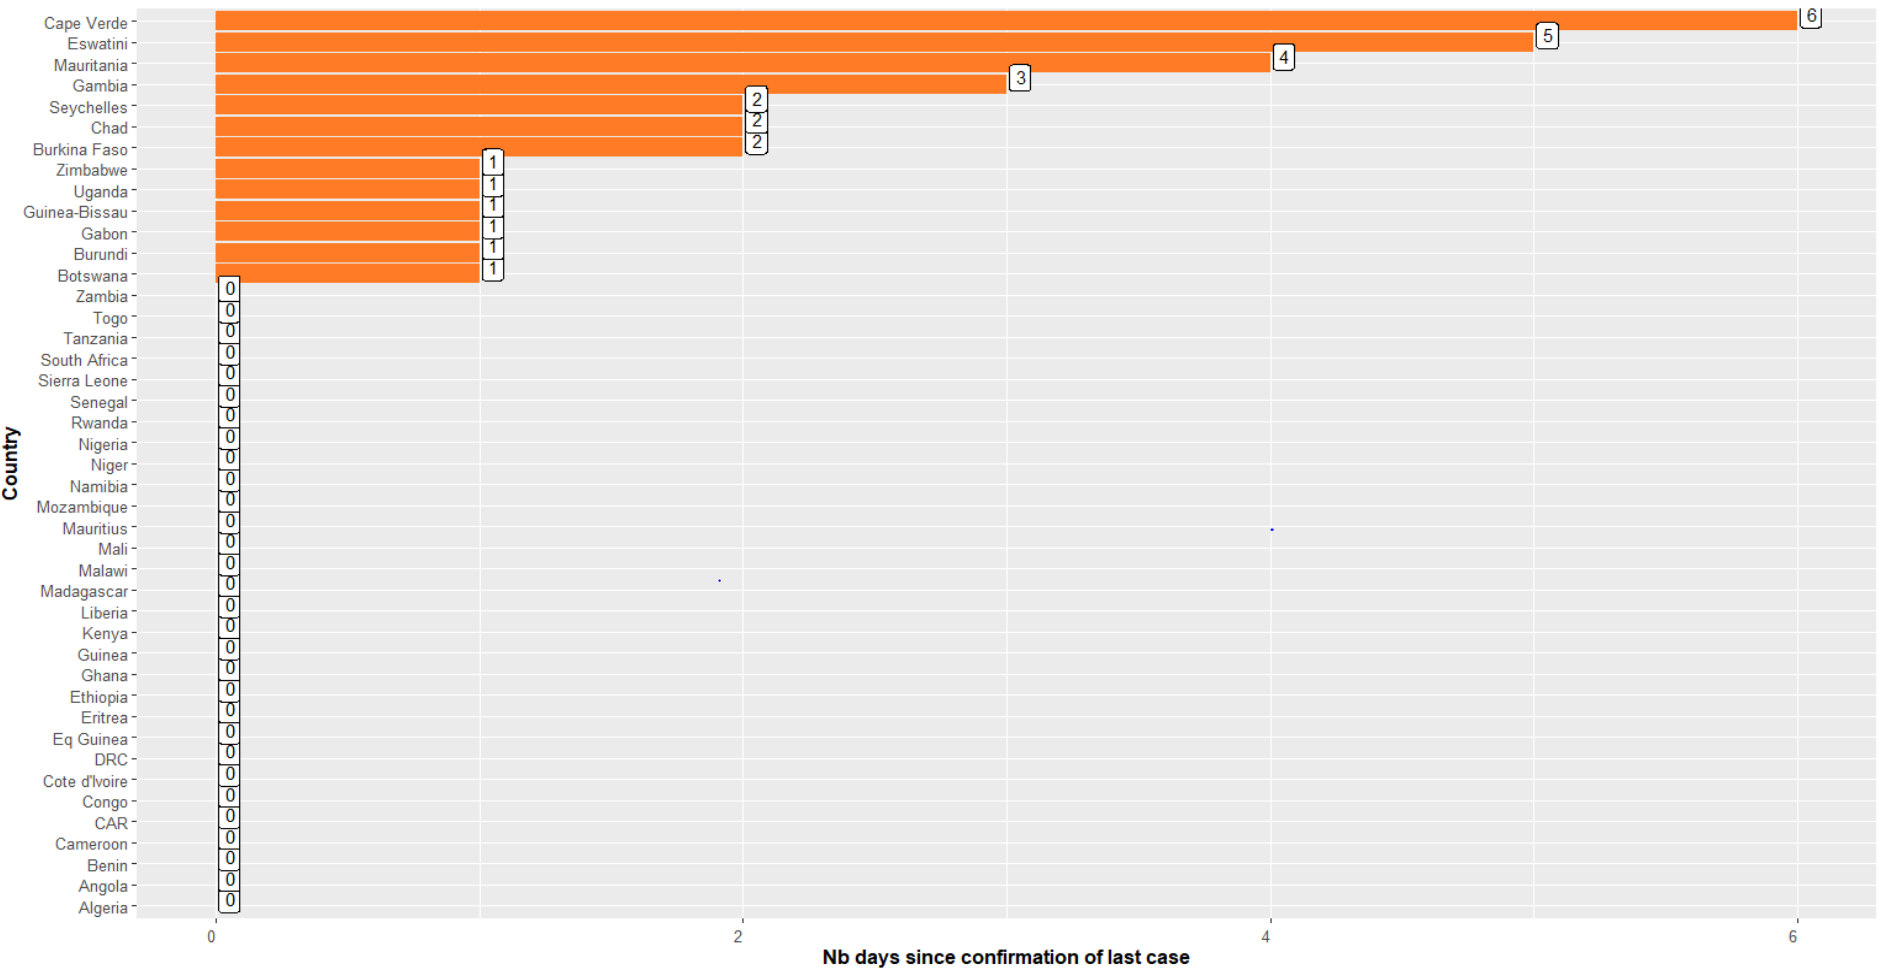 Cape Verde 6
Eswatini 5
Mauritania 4
Gambia 3
Seychelles 2
Chad 2
Burkina Faso 2
Zimbabwe 1
Uganda 1
Guinea-Bissau 1
Gabon 1
Burundi 1
Botswana 1
Zambia 0
Togo 0
Tanzania 0
South Africa 0
Sierra Leone 0
Senegal 0
Rwanda 0
Nigeria 0
Niger 0
Namibia 0
Mozambique 0
Mauritius 0
Mali 0
Malawi 0
Madagascar 0
Liberia 0
Kenya 0
Guinea 0
Ghana 0
Ethiopia 0
Eritrea 0
Eq Guinea 0
DRC 0
Cote d'Ivoire 0
Congo 0
CAR 0
Cameroon 0
Benin 0
Angola 0
Algeria 0
Country
0 2 4 6
Nb days since confirmation of last case